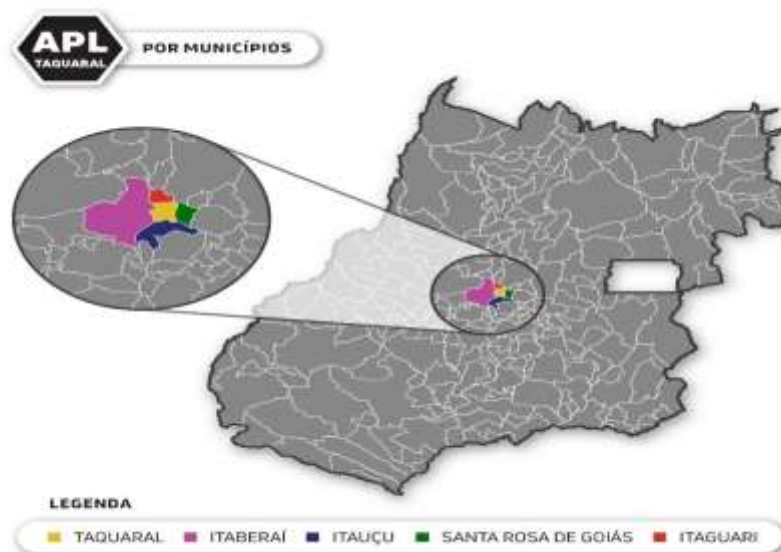 APL
TAQUARAL
POR MUNICÍPIOS
LEGENDA
TAQUARAL ITABERAÍ ITAUÇU SANTA ROSA DE GOIÁS ITAGUARI